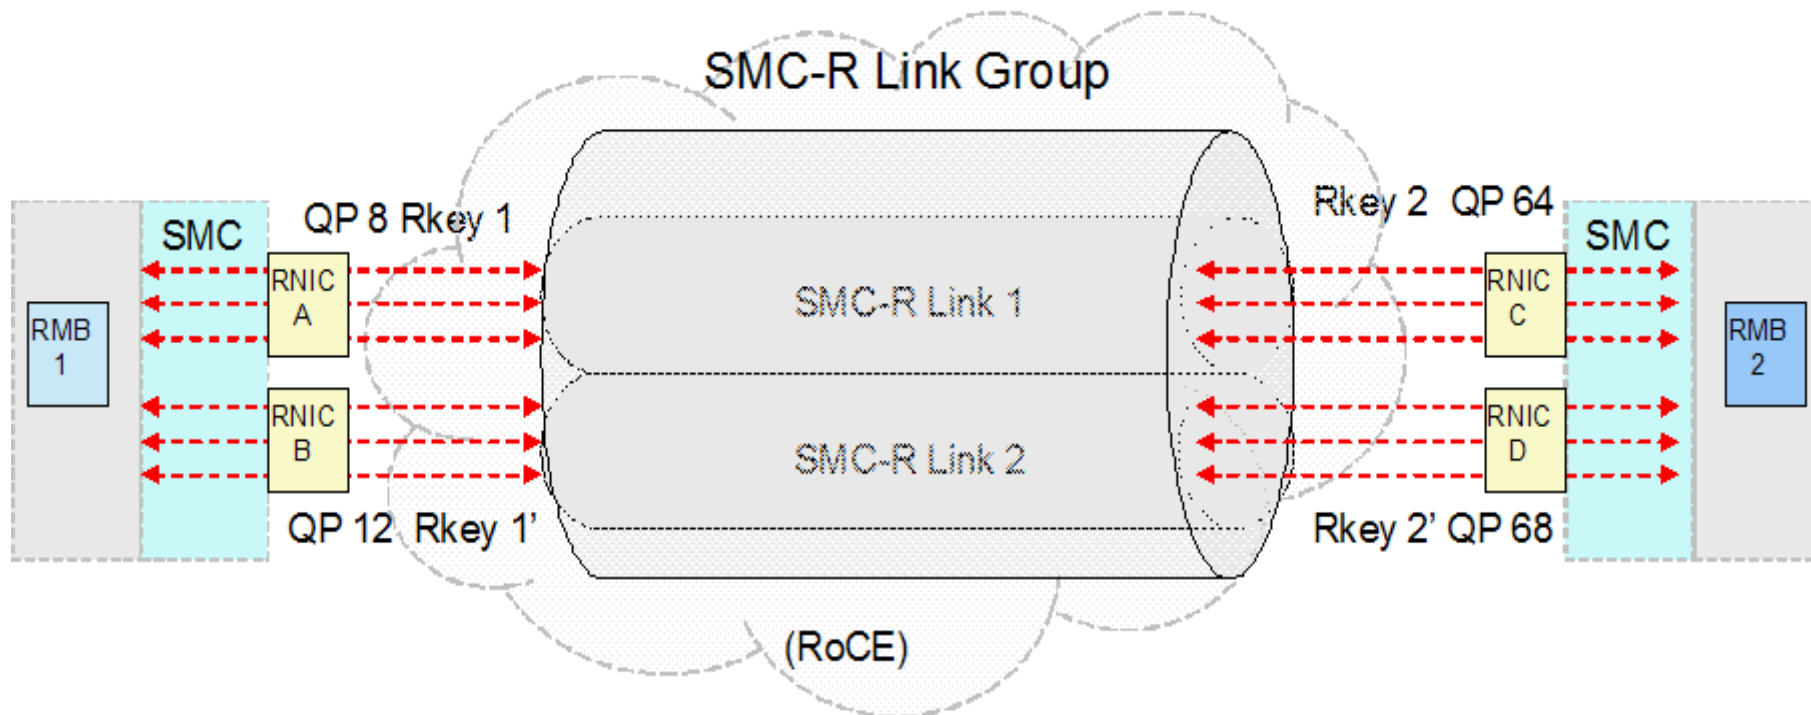 SMC-R Link Group
QP 8 Rkey 1
Rkey 2 QP 64
SMC
SMC
RNIC
A
RNIC
C
SMC-R Link 1
RMB
1
RMB
2
RNIC
B
RNIC
D
SMC-R Link 2
QP 12 Rkey 1’
Rkey 2’ QP 68
(RoCE)